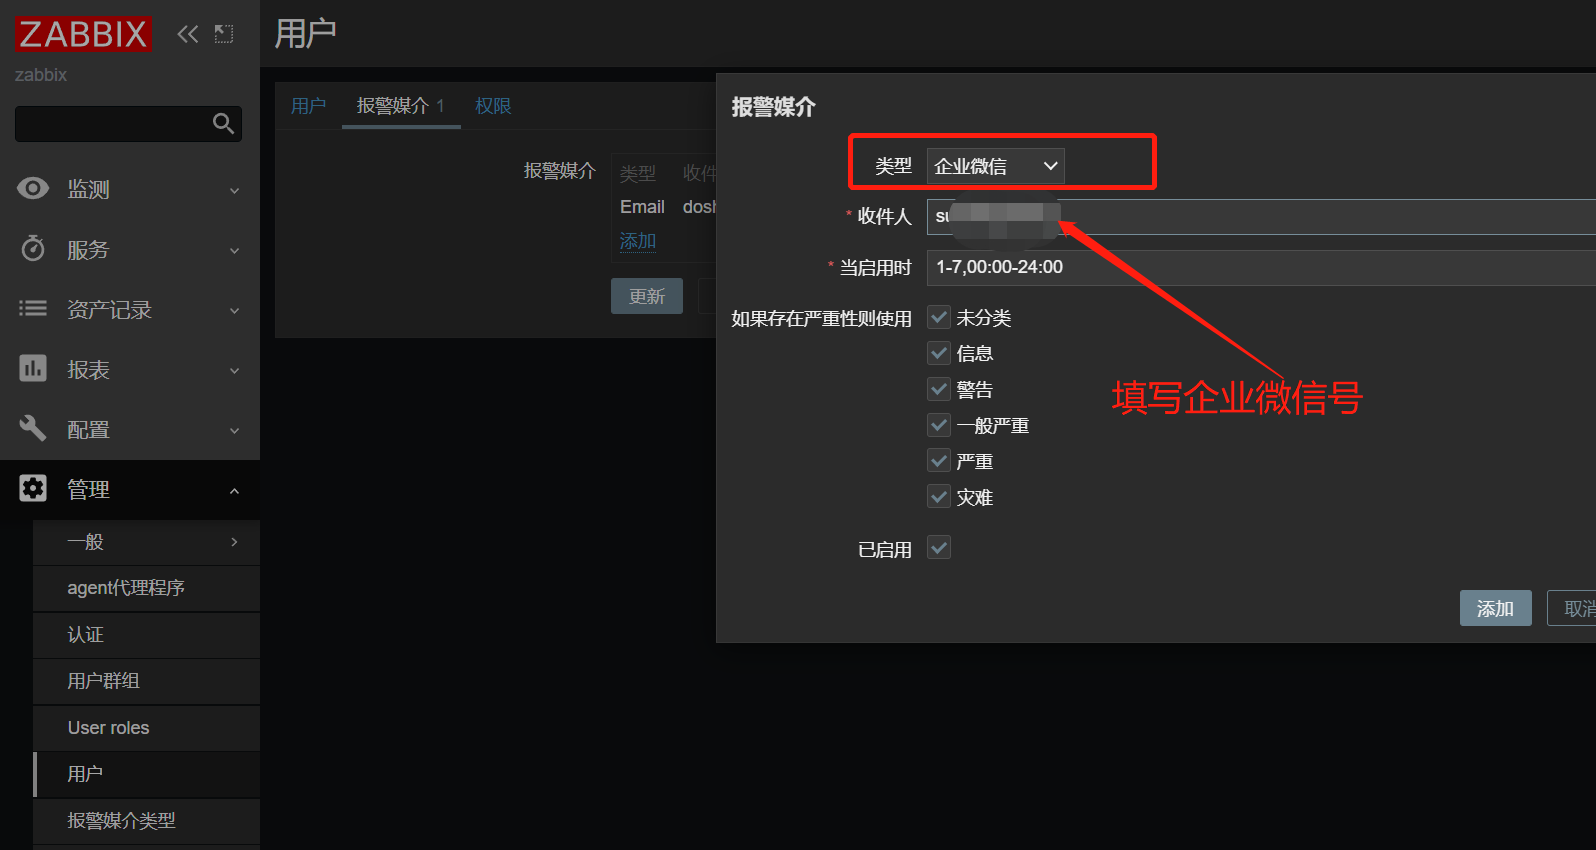 ZABBIX
zabbix
监测
服务
资产记录
报表
配置
管理
一般
agent代理程序
认证
用户群组
User roles
用户
报警媒介类型
用户
用户 报警媒介 1 权限
报警媒介
类型 收件
Email dosh
添加
更新
报警媒介
类型 企业微信
* 收件人 su
* 当启用时 1-7,00:00-24:00
如果存在严重性则使用 未分类
信息
警告
一般严重
严重
灾难
已启用
添加 取消
填写企业微信号